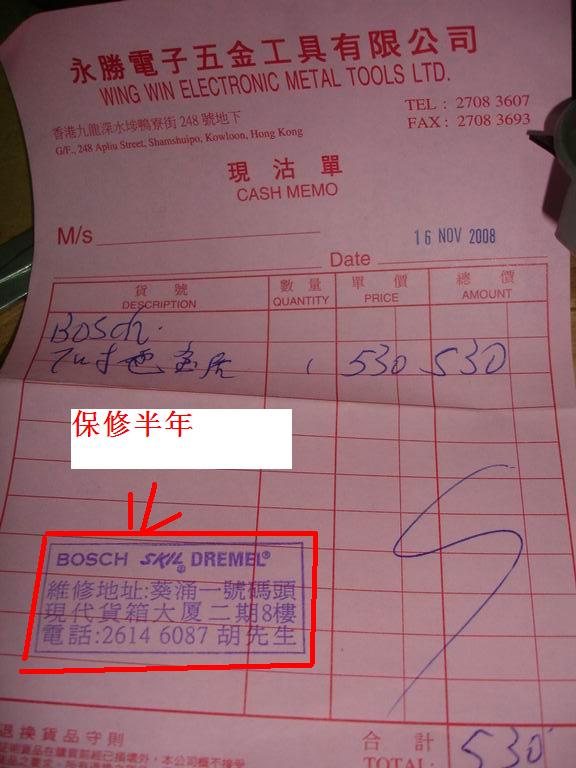 永勝電子五金工具有限公司
WING WIN ELECTRONIC METAL TOOLS LTD.
香港九龍深水埗鴨寮街 248 號地下
G/F., 248 Apliu Street, Shamshuipo, Kowloon, Hong Kong
TEL : 2708 3607
FAX : 2708 3693
現沽單
CASH MEMO
M/s
Date 16 NOV 2008
貨號 數量 單價 總價
DESCRIPTION QUANTITY PRICE AMOUNT
BOSCH
1 530 530
保修半年
BOSCH SKIL DREMEL®
維修地址:葵涌一號碼頭
現代貨箱大厦二期8樓
電話:2614 6087 胡先生
退換貨品守則
合計
TOTAL: 530